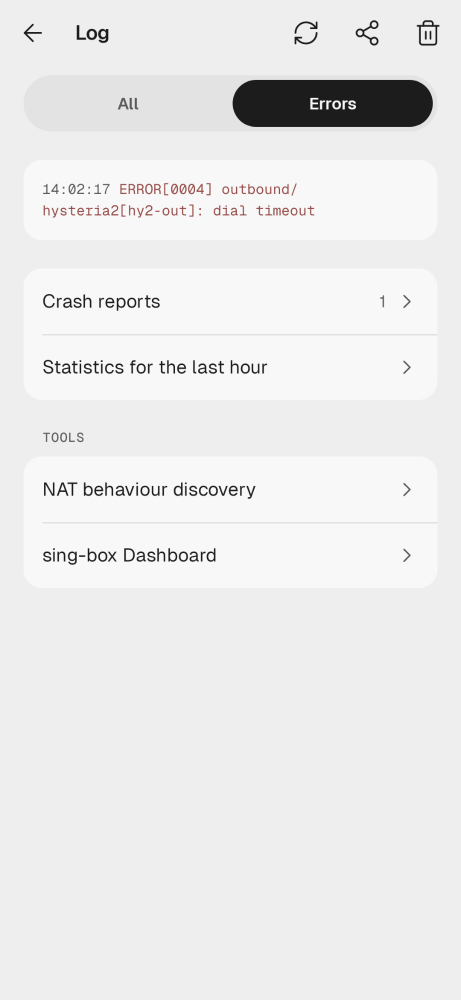 Log
All
Errors
14:02:17 ERROR[0004] outbound/
hysteria2[hy2-out]: dial timeout
Crash reports 1
Statistics for the last hour
TOOLS
NAT behaviour discovery
sing-box Dashboard